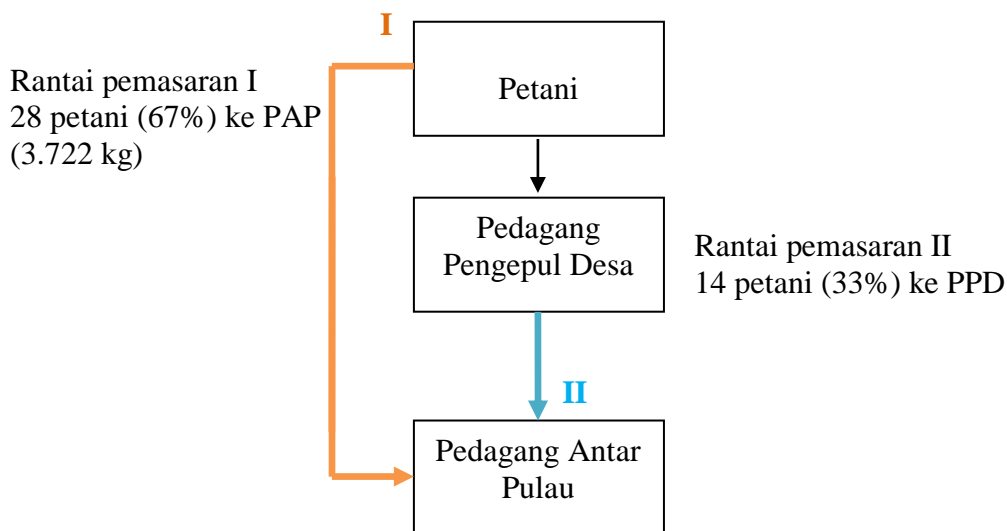 I
Petani
Rantai pemasaran I
28 petani (67%) ke PAP
(3.722 kg)
Pedagang
Pengepul Desa
Rantai pemasaran II
14 petani (33%) ke PPD
II
Pedagang Antar
Pulau